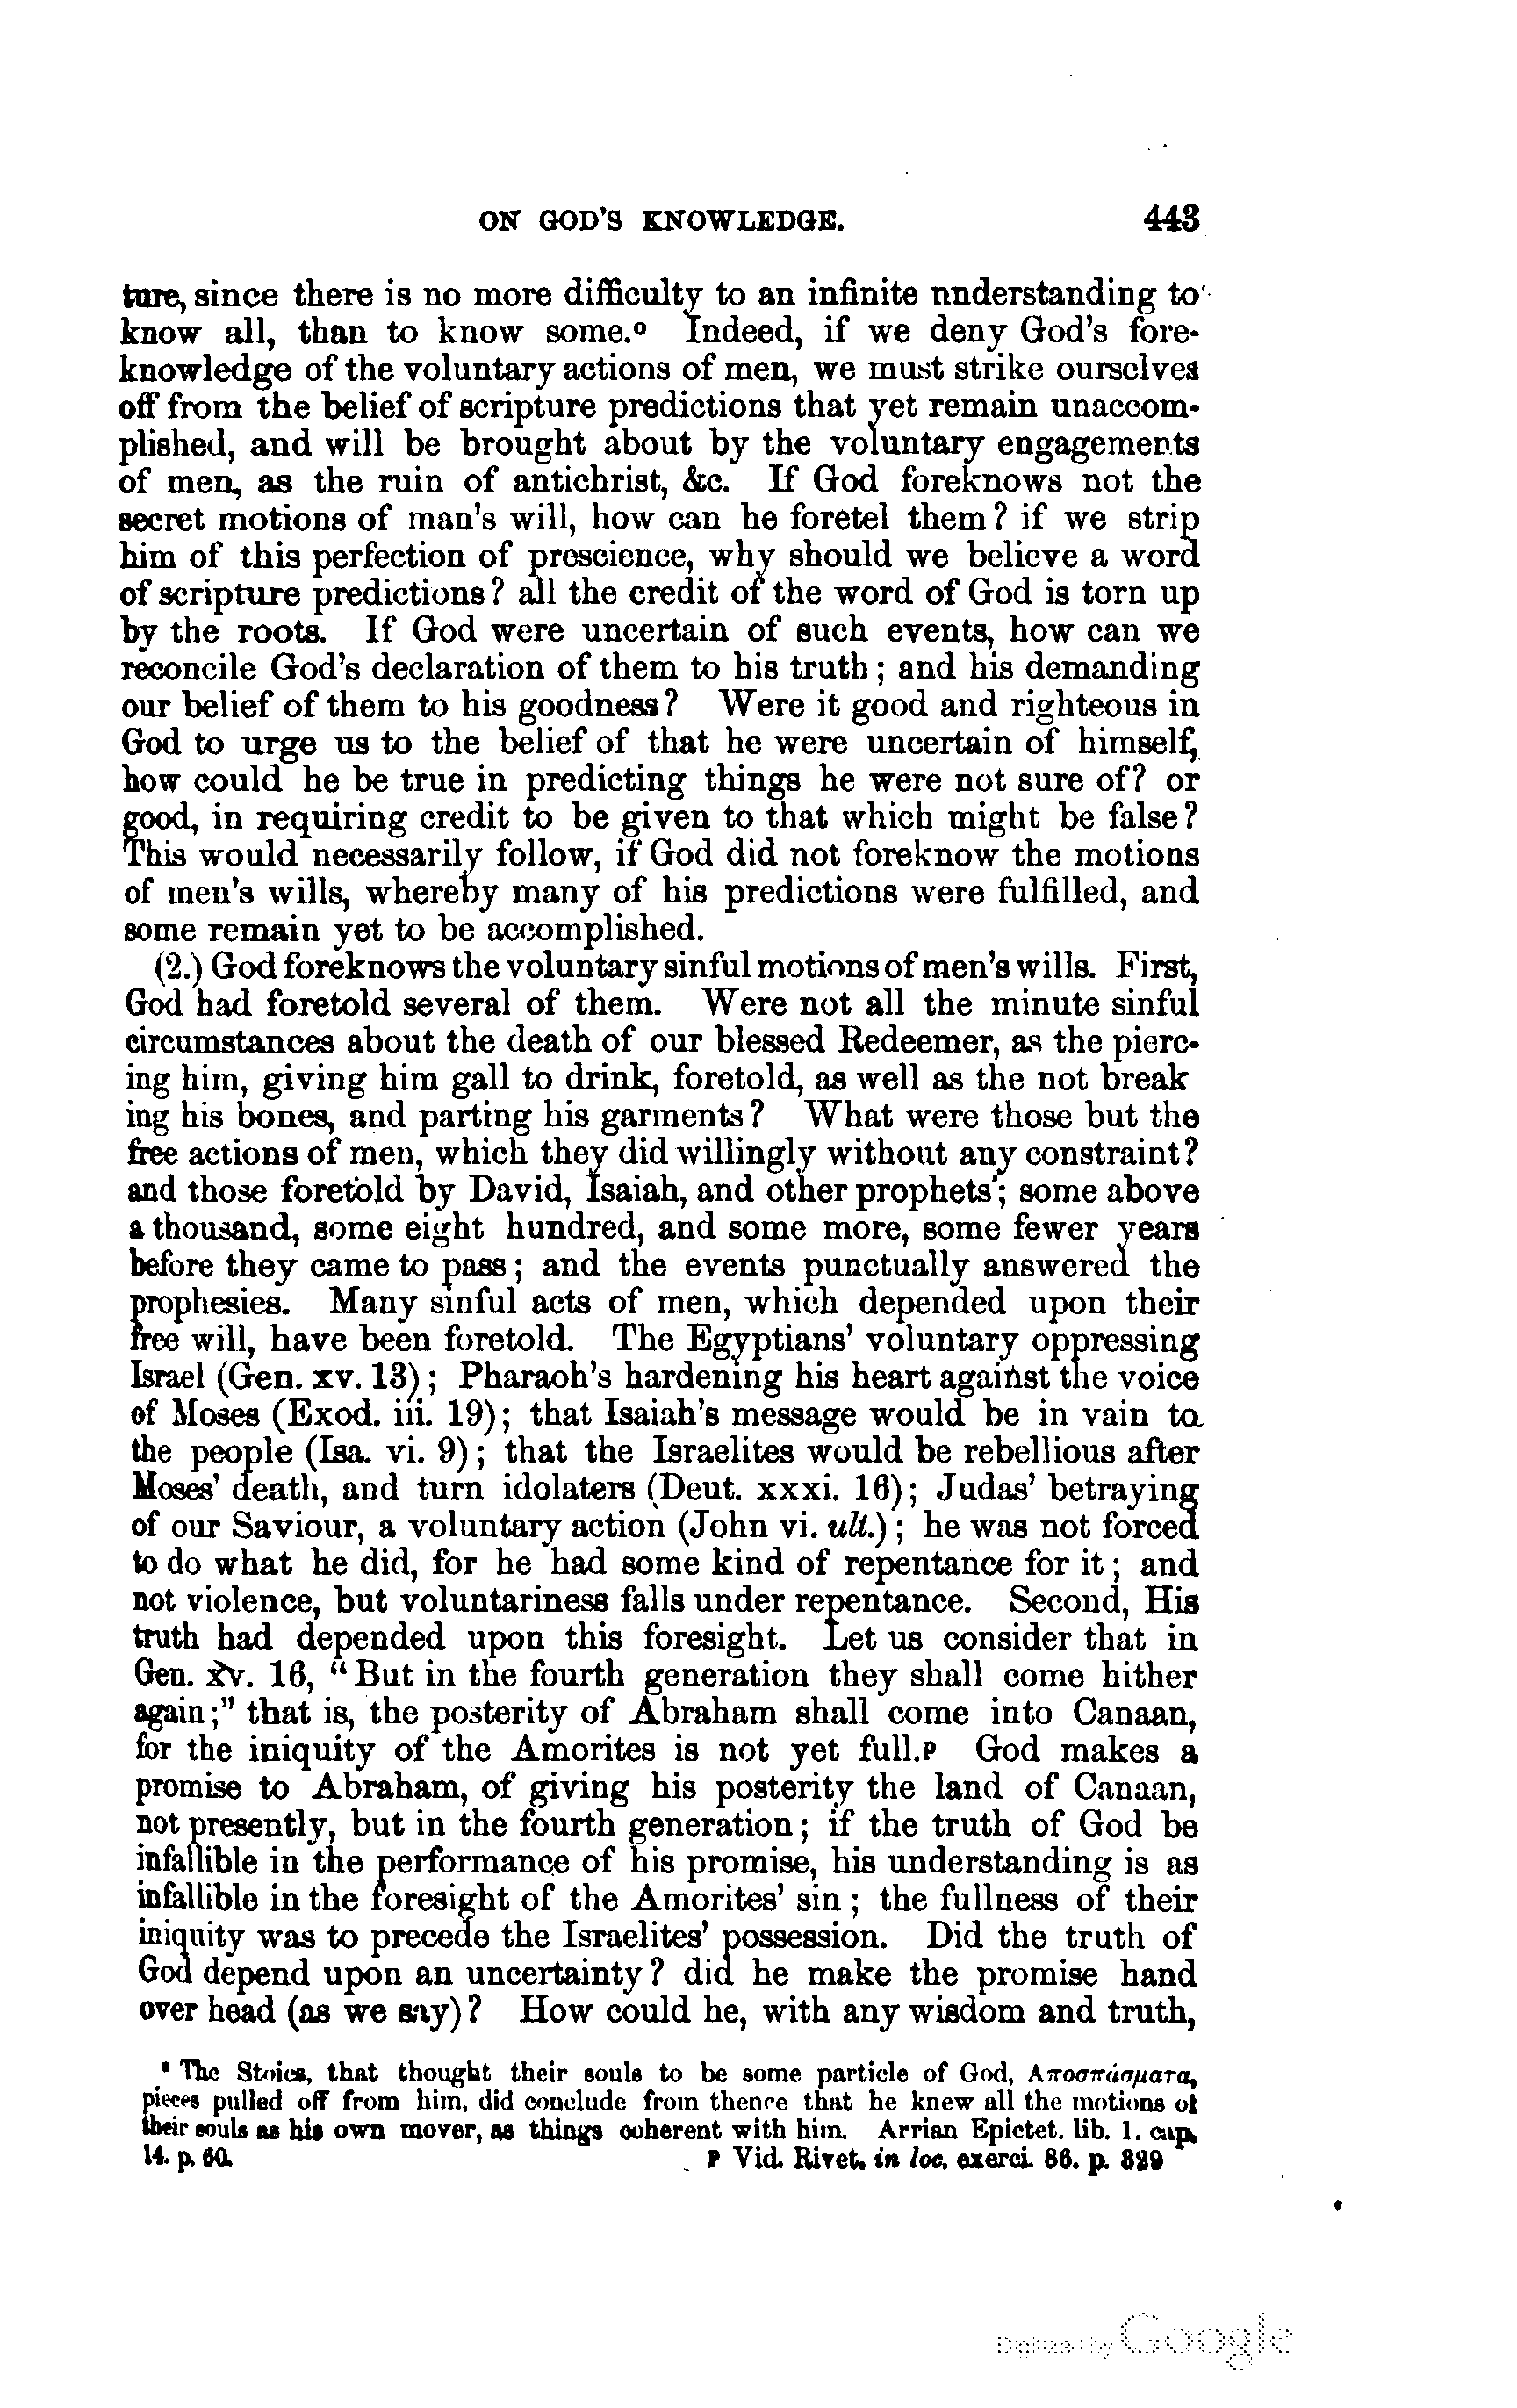 ON GOD'S KNOWLEDGE. 443
ture, since there is no more difficulty to an infinite nnderstanding to
know all, than to know some.o Indeed, if we deny God's fore-
knowledge of the voluntary actions of men, we must strike ourselves
off from the belief of scripture predictions that yet remain unaccom-
plished, and will be brought about by the voluntary engagements
of men, as the ruin of antichrist, &c. If God foreknows not the
secret motions of man's will, how can he foretel them? if we strip
him of this perfection of prescience, why should we believe a word
of scripture predictions? all the credit of the word of God is torn up
by the roots. If God were uncertain of such events, how can we
reconcile God's declaration of them to his truth; and his demanding
our belief of them to his goodness? Were it good and righteous in
God to urge us to the belief of that he were uncertain of himself,
how could he be true in predicting things he were not sure of? or
good, in requiring credit to be given to that which might be false?
This would necessarily follow, if God did not foreknow the motions
of men's wills, whereby many of his predictions were fulfilled, and
some remain yet to be accomplished.
(2.) God foreknows the voluntary sinful motions of men's wills. First,
God had foretold several of them. Were not all the minute sinful
circumstances about the death of our blessed Redeemer, as the pierc-
ing him, giving him gall to drink, foretold, as well as the not break
ing his bones, and parting his garments? What were those but the
free actions of men, which they did willingly without any constraint?
and those foretold by David, Isaiah, and other prophets; some above
a thousand, some eight hundred, and some more, some fewer years
before they came to pass; and the events punctually answered the
prophesies. Many sinful acts of men, which depended upon their
free will, have been foretold. The Egyptians' voluntary oppressing
Israel (Gen. xv. 13); Pharaoh's hardening his heart against the voice
of Moses (Exod. iii. 19); that Isaiah's message would be in vain to
the people (Isa. vi. 9); that the Israelites would be rebellious after
Moses' death, and turn idolaters (Deut. xxxi. 16); Judas' betraying
of our Saviour, a voluntary action (John vi. ult.); he was not forced
to do what he did, for he had some kind of repentance for it; and
not violence, but voluntariness falls under repentance. Second, His
truth had depended upon this foresight. Let us consider that in
Gen. xv. 16, "But in the fourth generation they shall come hither
again;" that is, the posterity of Abraham shall come into Canaan,
for the iniquity of the Amorites is not yet full.p God makes a
promise to Abraham, of giving his posterity the land of Canaan,
not presently, but in the fourth generation; if the truth of God be
infallible in the performance of his promise, his understanding is as
infallible in the foresight of the Amorites' sin; the fullness of their
iniquity was to precede the Israelites' possession. Did the truth of
God depend upon an uncertainty? did he make the promise hand
over head (as we say)? How could he, with any wisdom and truth,
o The Stoics, that thought their souls to be some particle of God, Αποσπάσματα,
pieces pulled off from him, did conclude from thence that he knew all the motions of
their souls as his own mover, as things coherent with him. Arrian Epictet. lib. 1. cap.
14. p. 60. p Vid. Rivet. in loc. exerci. 86. p. 329
Digitized by Google